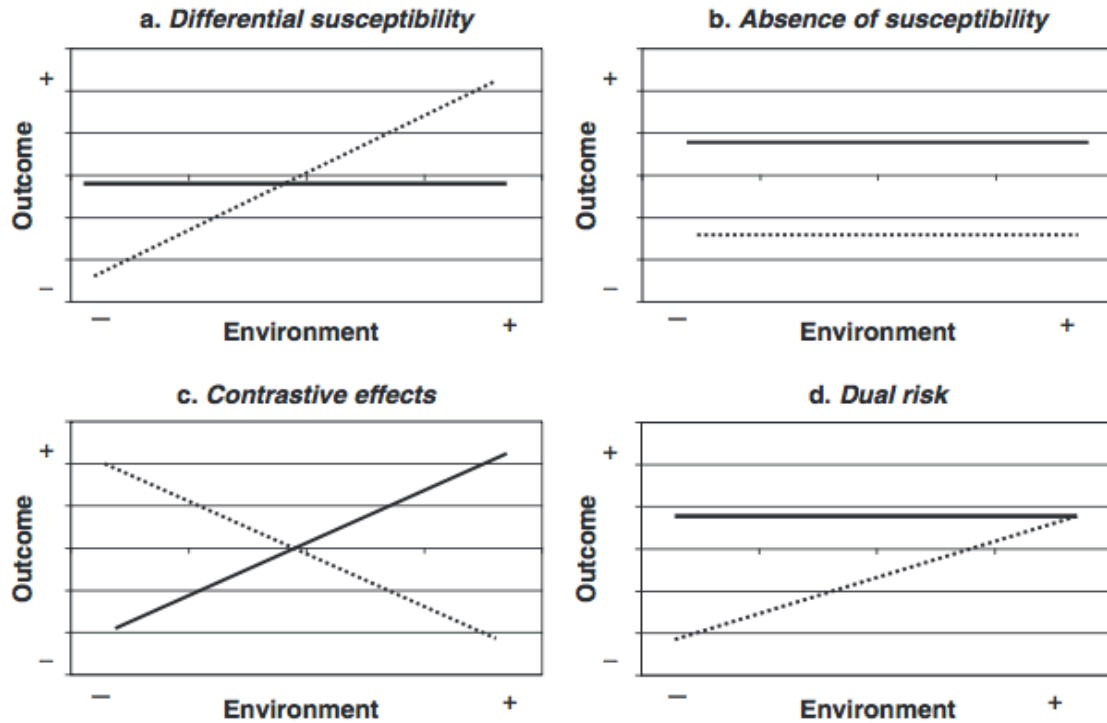 a. Differential susceptibility
+
Outcome
–
— Environment +
b. Absence of susceptibility
+
Outcome
–
— Environment +
c. Contrastive effects
+
Outcome
–
— Environment +
d. Dual risk
+
Outcome
–
— Environment +